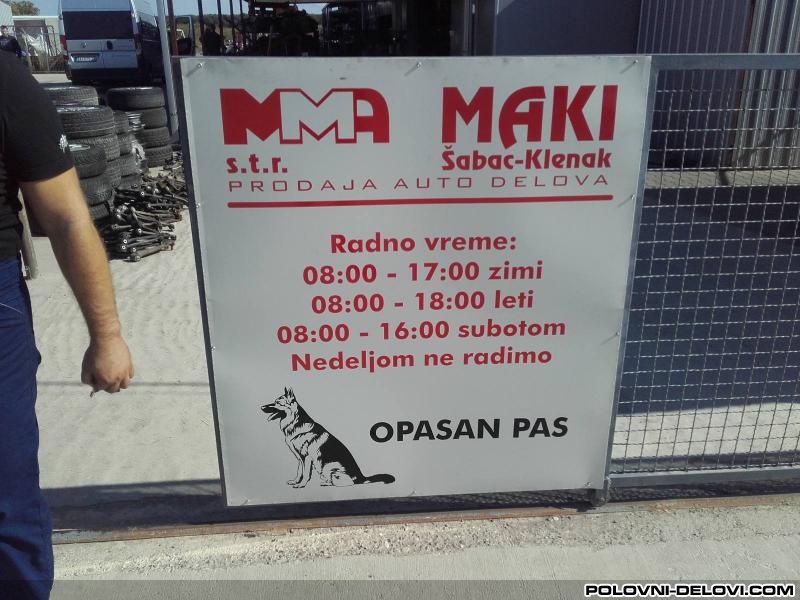 MMA MAKI
s.t.r. Šabac-Klenak
PRODAJA AUTO DELOVA
Radno vreme:
08:00 - 17:00 zimi
08:00 - 18:00 leti
08:00 - 16:00 subotom
Nedeljom ne radimo
OPASAN PAS
POLOVNI-DELOVI.COM